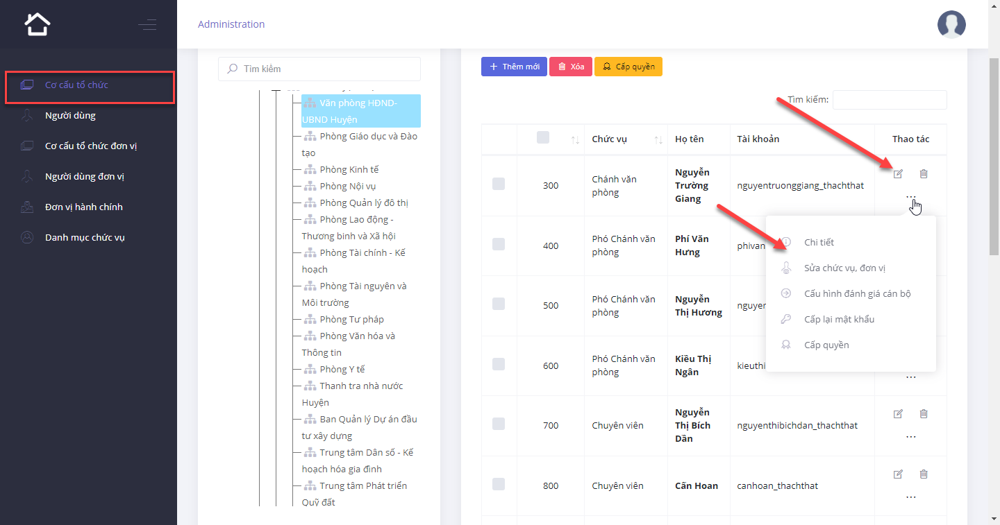 Administration
Cơ cấu tổ chức
Người dùng
Cơ cấu tổ chức đơn vị
Người dùng đơn vị
Đơn vị hành chính
Danh mục chức vụ
Tìm kiếm
Văn phòng HĐND-
UBND Huyện
Phòng Giáo dục và Đào
tạo
Phòng Kinh tế
Phòng Nội vụ
Phòng Quản lý đô thị
Phòng Lao động -
Thương binh và Xã hội
Phòng Tài chính - Kế
hoạch
Phòng Tài nguyên và
Môi trường
Phòng Tư pháp
Phòng Văn hóa và
Thông tin
Phòng Y tế
Thanh tra nhà nước
Huyện
Ban Quản lý Dự án đầu
tư xây dựng
Trung tâm Dân số - Kế
hoạch hóa gia đình
Trung tâm Phát triển
Quỹ đất
+ Thêm mới Xóa Cấp quyền
Tìm kiếm:
Chức vụ Họ tên Tài khoản Thao tác
300
Chánh văn
phòng
Nguyễn
Trường
Giang
nguyentruonggiang_thachthat
...
400
Phó Chánh văn
phòng
Phí Văn
Hưng
phivan
500
Phó Chánh văn
phòng
Nguyễn
Thị Hương
nguyen
600
Phó Chánh văn
phòng
Kiều Thị
Ngân
kieuthi
...
Chi tiết
Sửa chức vụ, đơn vị
Cấu hình đánh giá cán bộ
Cấp lại mật khẩu
Cấp quyền
700
Chuyên viên
Nguyễn
Thị Bích
Dần
nguyenthibichdan_thachthat
...
800
Chuyên viên
Cấn Hoan
canhoan_thachthat
...